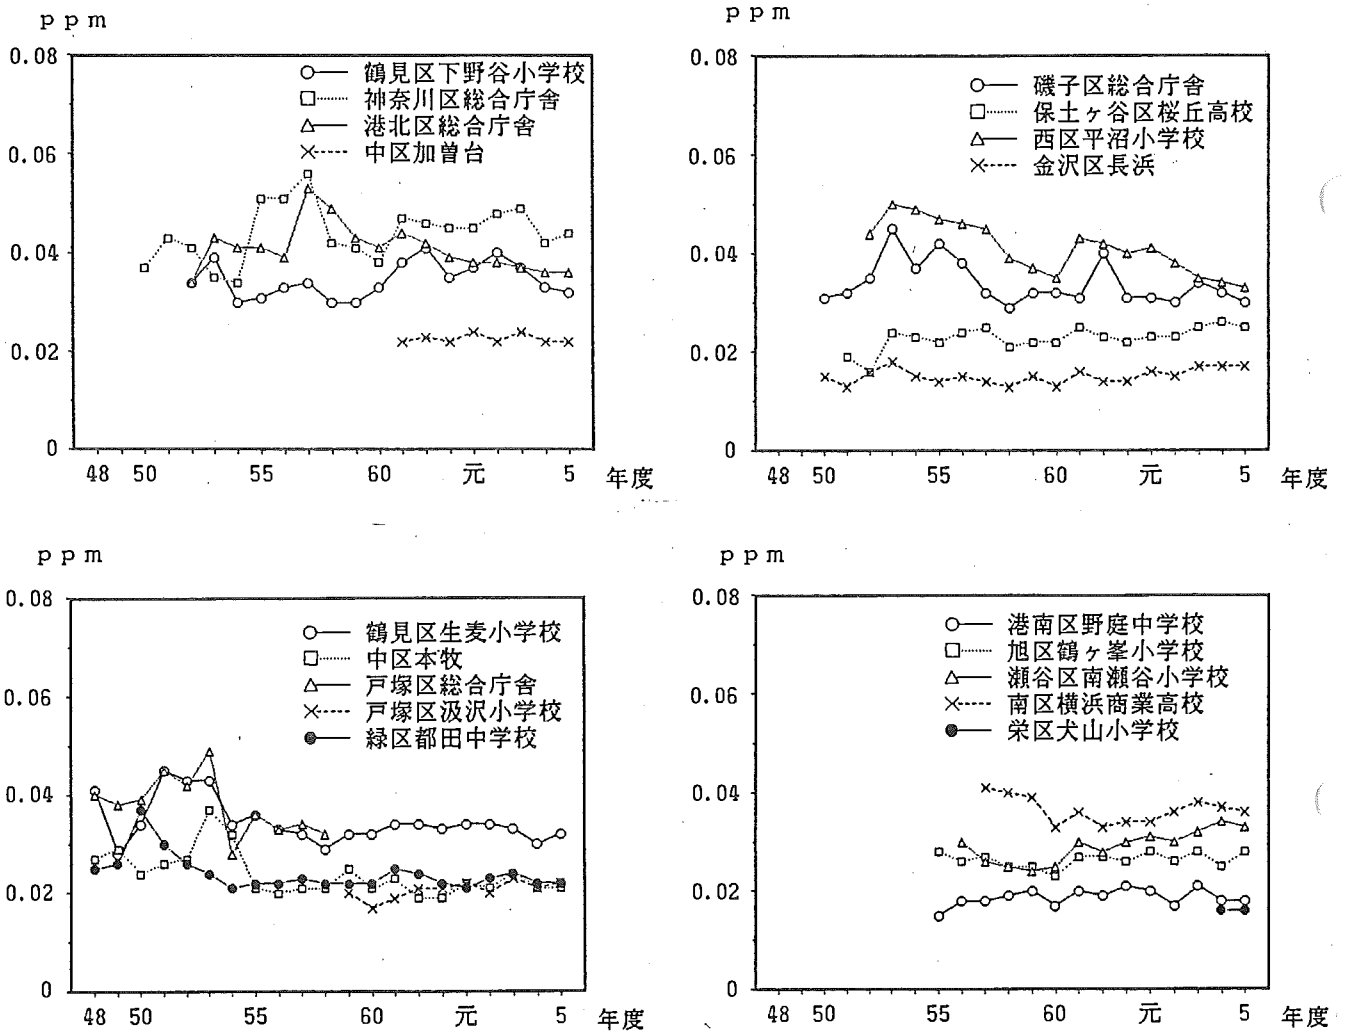 ppm
0.08
0.06
0.04
0.02
0
鶴見区下野谷小学校
神奈川区総合庁舎
港北区総合庁舎
中区加曽台
48 50 55 60 元 5 年度
ppm
0.08
0.06
0.04
0.02
0
磯子区総合庁舎
保土ヶ谷区桜丘高校
西区平沼小学校
金沢区長浜
48 50 55 60 元 5 年度
ppm
0.08
0.06
0.04
0.02
0
鶴見区生麦小学校
中区本牧
戸塚区総合庁舎
戸塚区汲沢小学校
緑区都田中学校
48 50 55 60 元 5 年度
ppm
0.08
0.06
0.04
0.02
0
港南区野庭中学校
旭区鶴ヶ峯小学校
瀬谷区南瀬谷小学校
南区横浜商業高校
栄区犬山小学校
48 50 55 60 元 5 年度